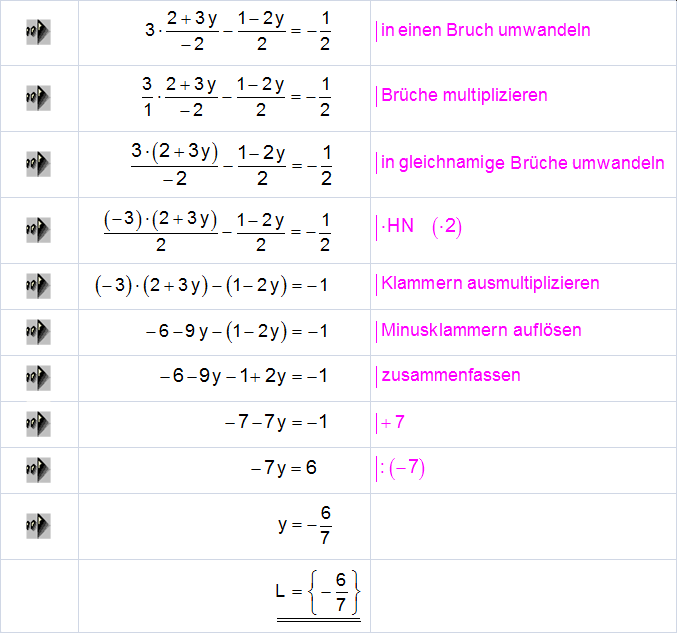 3·(2+3y)/(−2) − (1−2y)/2 = −1/2 |in einen Bruch umwandeln
3/1·(2+3y)/(−2) − (1−2y)/2 = −1/2 |Brüche multiplizieren
3·(2+3y)/(−2) − (1−2y)/2 = −1/2 |in gleichnamige Brüche umwandeln
(−3)·(2+3y)/2 − (1−2y)/2 = −1/2 |·HN (·2)
(−3)·(2+3y)−(1−2y)=−1 |Klammern ausmultiplizieren
−6−9y−(1−2y)=−1 |Minusklammern auflösen
−6−9y−1+2y=−1 |zusammenfassen
−7−7y=−1 |+7
−7y=6 |:(−7)
y=−6/7
L={−6/7}